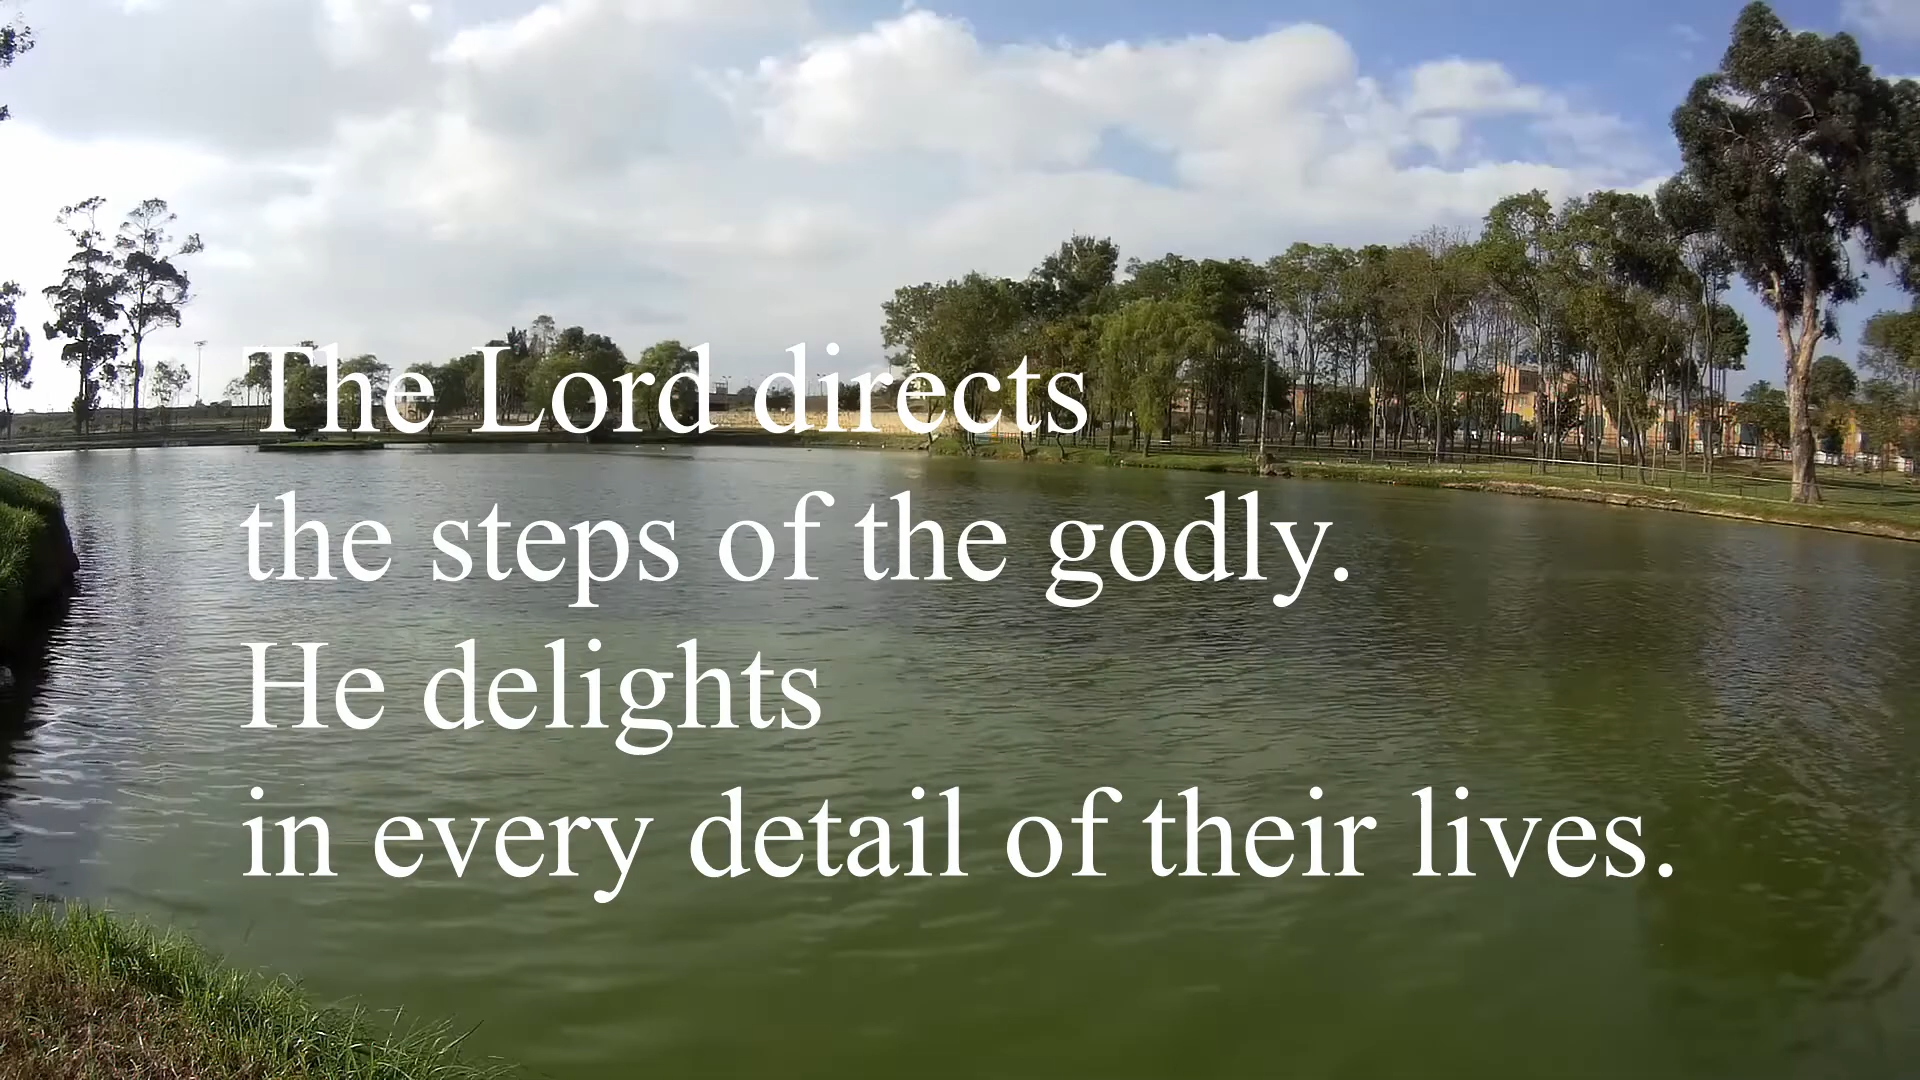 The Lord directs
the steps of the godly.
He delights
in every detail of their lives.